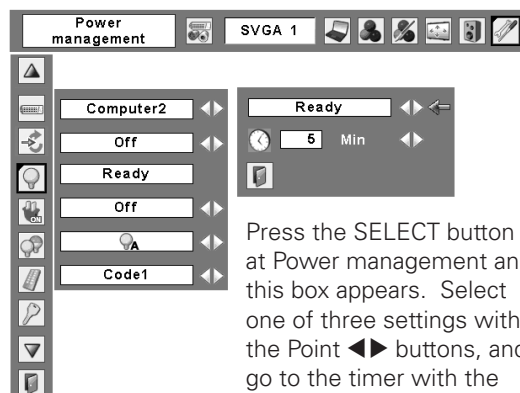 Power
management
SVGA 1
Computer2
Off
Ready
Off
A
Code1
ON
Ready
5 Min
Press the SELECT button
at Power management an
this box appears. Select
one of three settings with
the Point ◀▶ buttons, and
go to the timer with the